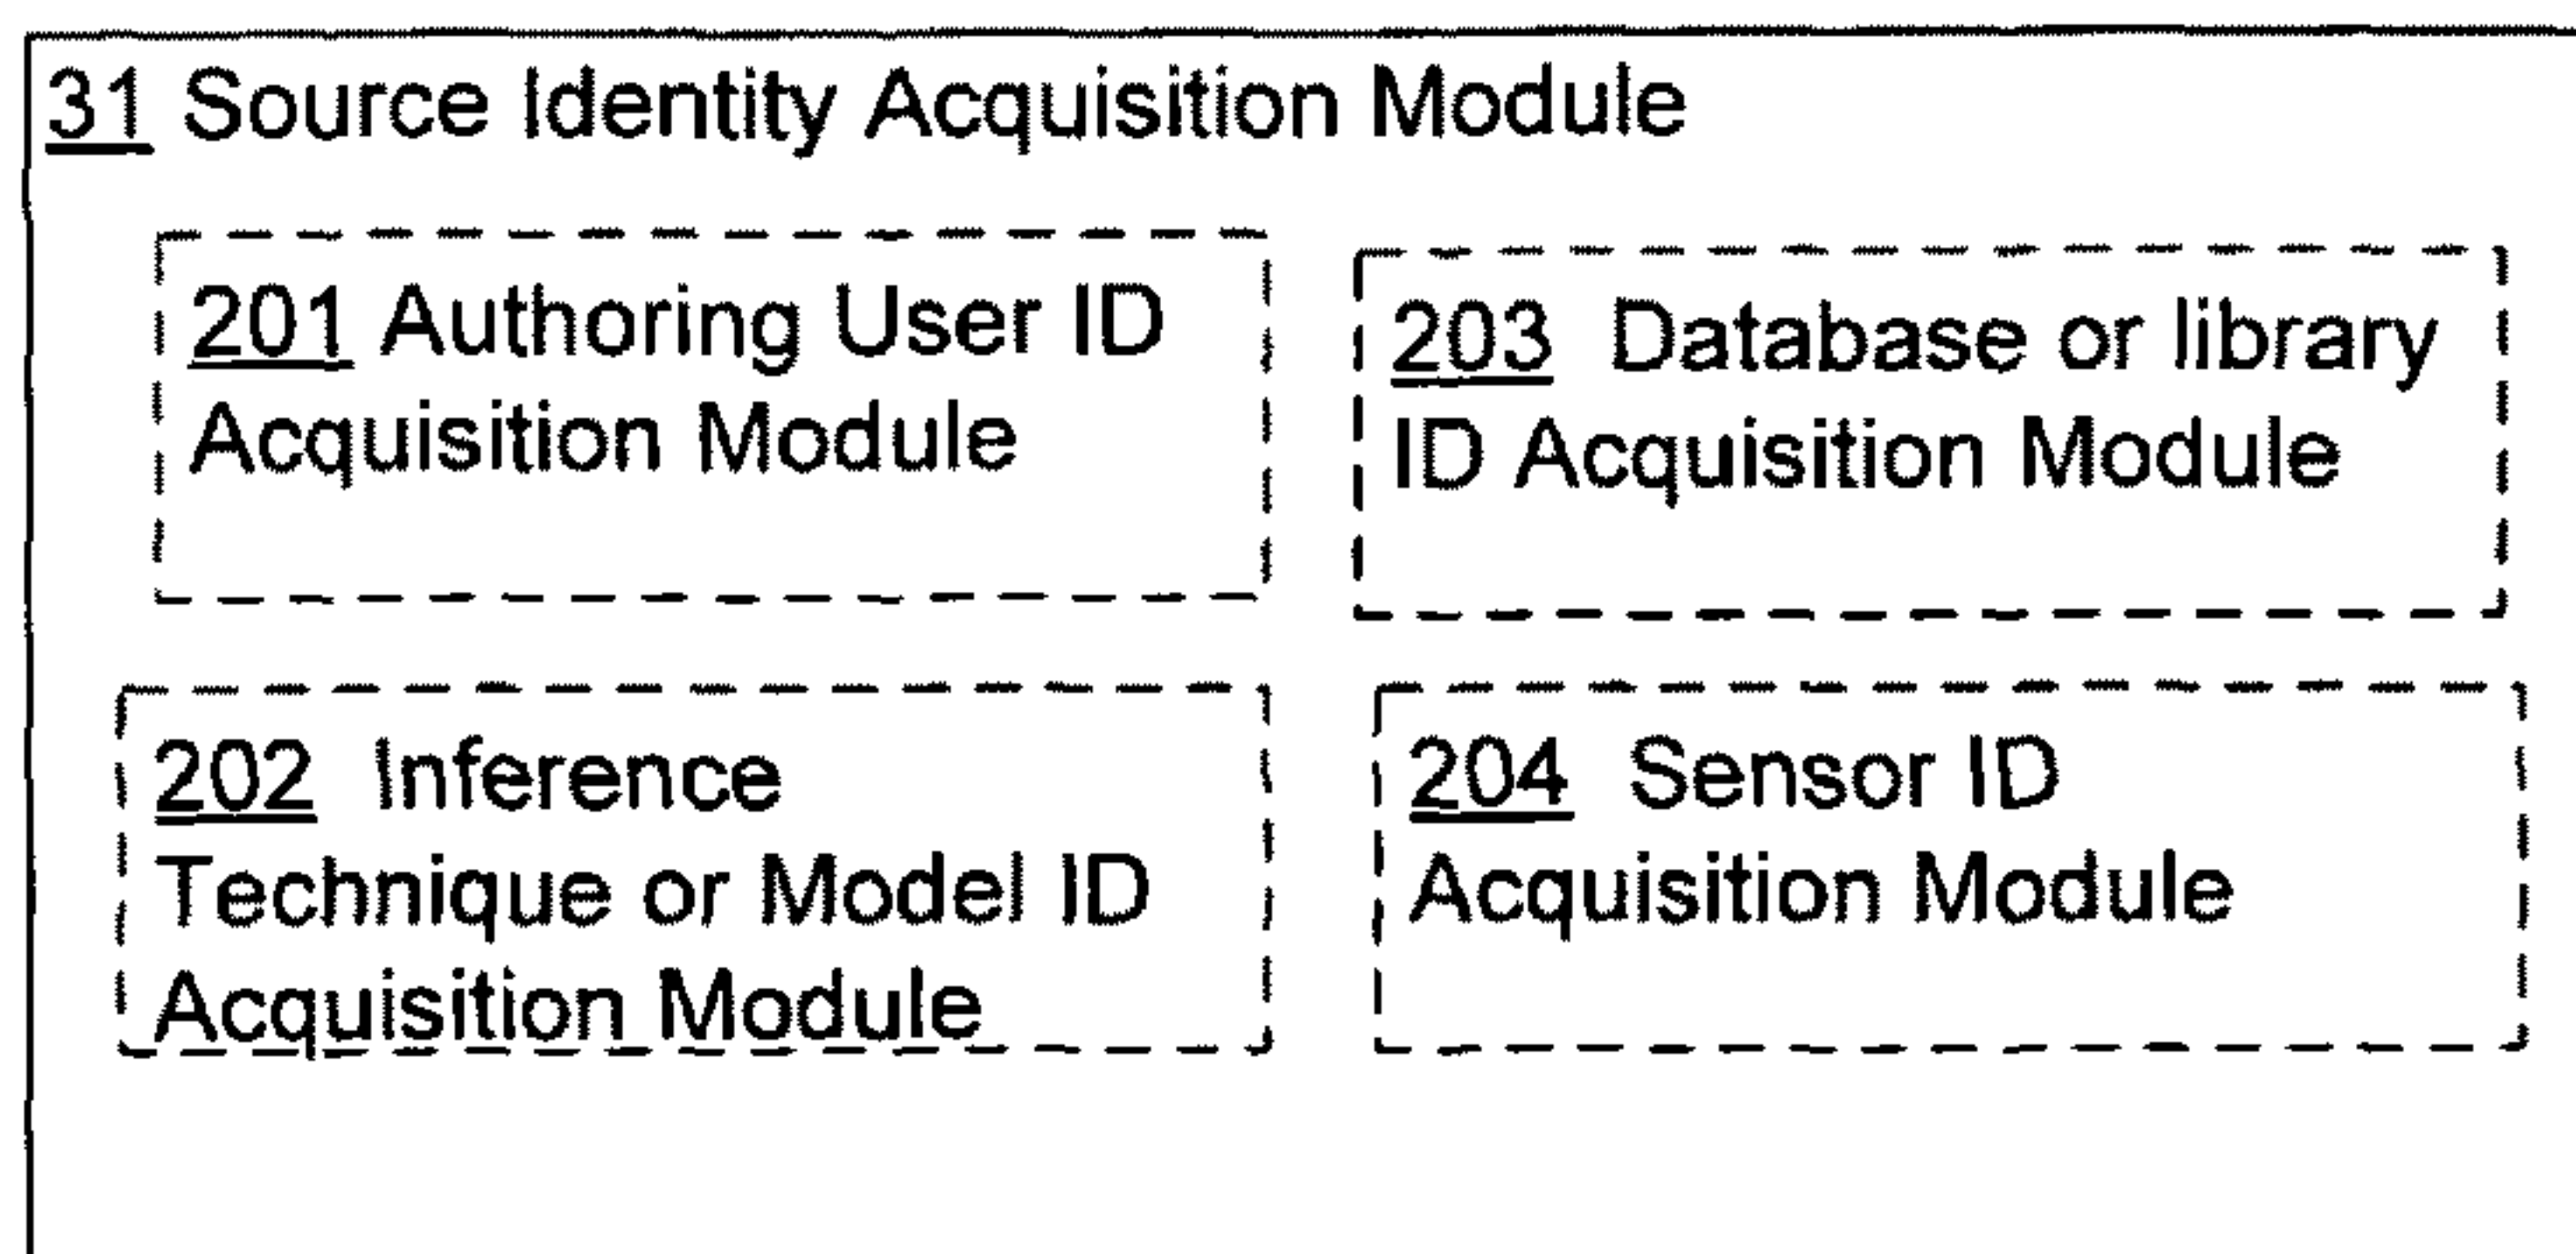 31 Source Identity Acquisition Module
201 Authoring User ID
Acquisition Module
203 Database or library
ID Acquisition Module
202 Inference
Technique or Model ID
Acquisition Module
204 Sensor ID
Acquisition Module